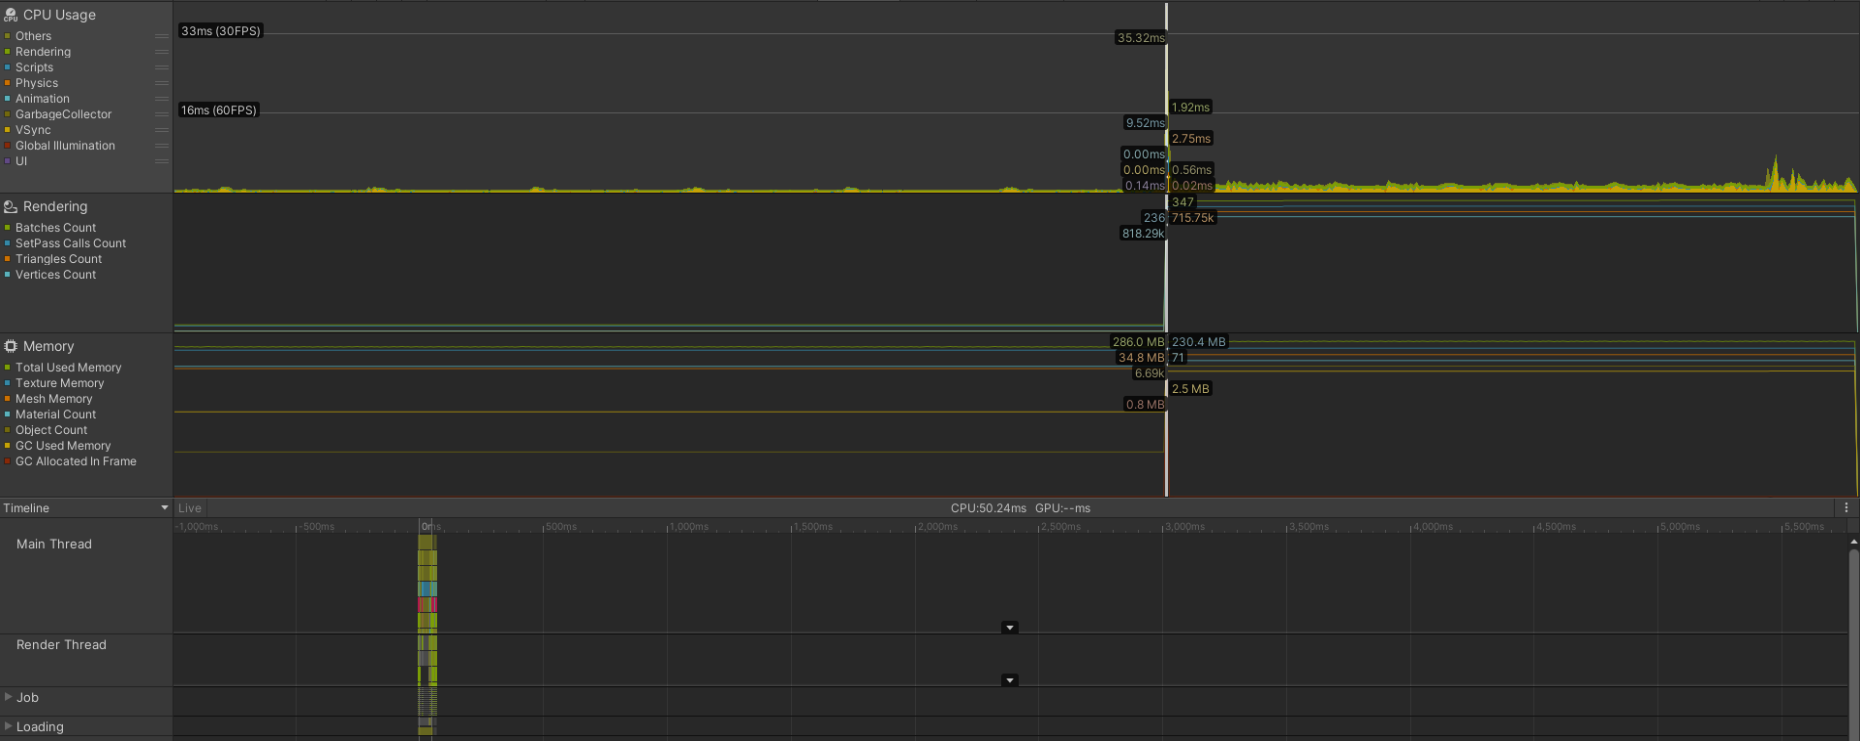 CPU Usage
Others
Rendering
Scripts
Physics
Animation
GarbageCollector
VSync
Global Illumination
UI
33ms (30FPS)
16ms (60FPS)
35.32ms
1.92ms
9.52ms
2.75ms
0.00ms
0.00ms
0.56ms
0.14ms
0.02ms
Rendering
Batches Count
SetPass Calls Count
Triangles Count
Vertices Count
347
236
715.75k
818.29k
Memory
Total Used Memory
Texture Memory
Mesh Memory
Material Count
Object Count
GC Used Memory
GC Allocated In Frame
286.0 MB
230.4 MB
34.8 MB
71
6.69k
2.5 MB
0.8 MB
Timeline
Live
CPU:50.24ms GPU:--ms
-1,000ms
-500ms
500ms
1,000ms
1,500ms
2,000ms
2,500ms
3,000ms
3,500ms
4,000ms
4,500ms
5,000ms
5,500ms
Main Thread
Render Thread
Job
Loading